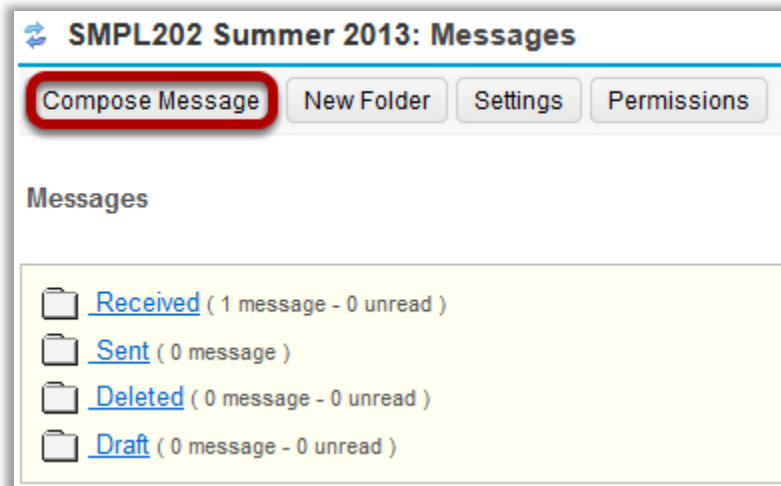 SMPL202 Summer 2013: Messages
Compose Message New Folder Settings Permissions
Messages
Received ( 1 message - 0 unread )
Sent ( 0 message )
Deleted ( 0 message - 0 unread )
Draft ( 0 message - 0 unread )